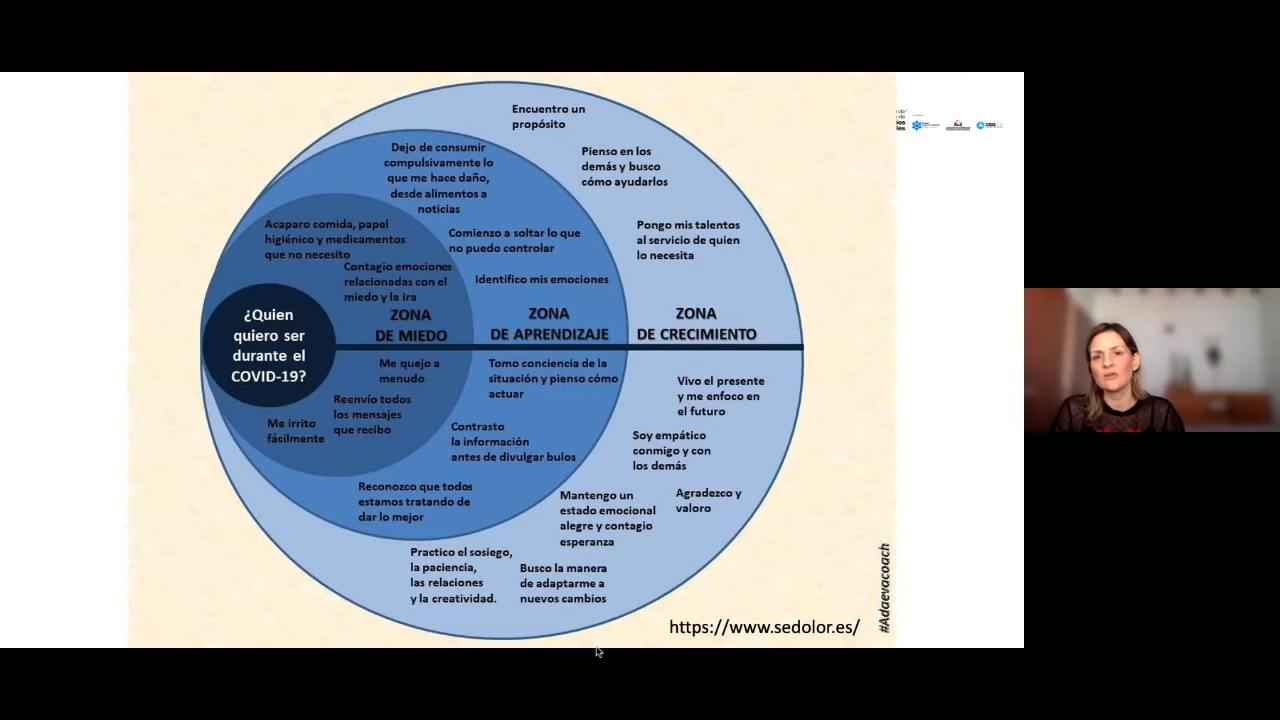 Encuentro un
propósito
Dejo de consumir
compulsivamente lo
que me hace daño,
desde alimentos a
noticias
Pienso en los
demás y busco
cómo ayudarlos
Acaparo comida, papel
higiénico y medicamentos
que no necesito
Comienzo a soltar lo que
no puedo controlar
Pongo mis talentos
al servicio de quien
lo necesita
Contagio emociones
relacionadas con el
miedo y la ira
Identifico mis emociones
¿Quien
quiero ser
durante el
COVID-19?
ZONA
DE MIEDO
ZONA
DE APRENDIZAJE
ZONA
DE CRECIMIENTO
Me quejo a
menudo
Tomo conciencia de la
situación y pienso cómo
actuar
Vivo el presente
y me enfoco en
el futuro
Reenvío todos
los mensajes
que recibo
Me irrito
fácilmente
Contrasto
la información
antes de divulgar bulos
Soy empático
conmigo y con
los demás
Reconozco que todos
estamos tratando de
dar lo mejor
Mantengo un
estado emocional
alegre y contagio
esperanza
Agradezco y
valoro
Practico el sosiego,
la paciencia,
las relaciones
y la creatividad.
Busco la manera
de adaptarme a
nuevos cambios
#Adaevacoach
https://www.sedolor.es/